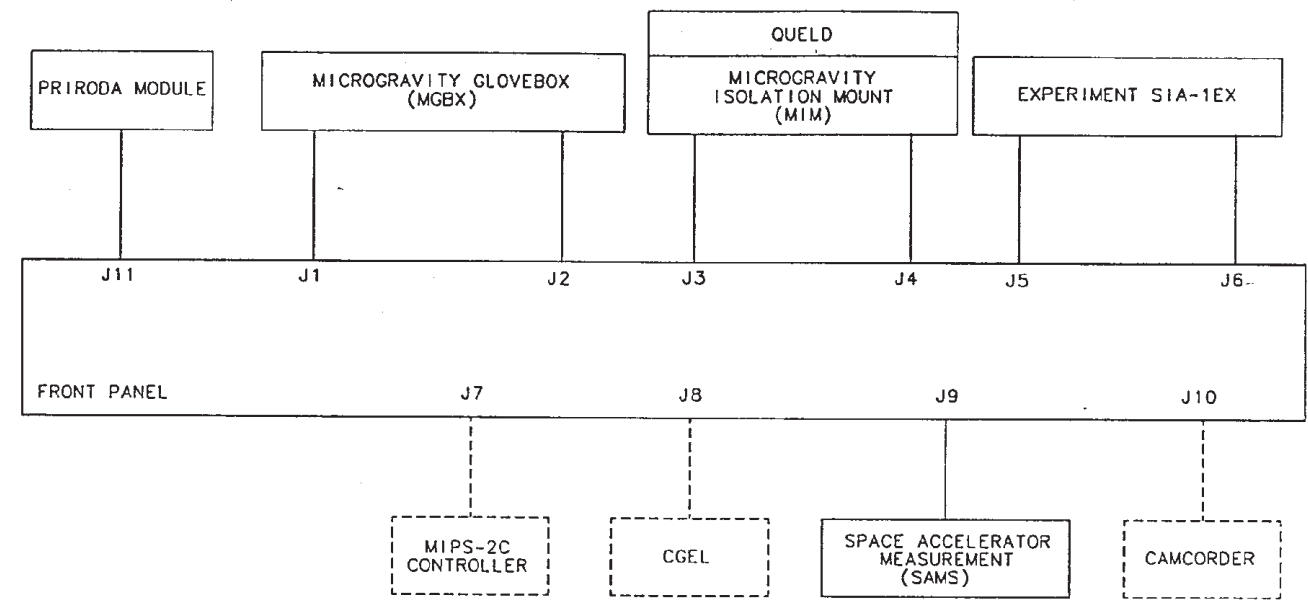 QUELD
PRIRODA MODULE
MICROGRAVITY GLOVEBOX
(MGBX)
MICROGRAVITY
ISOLATION MOUNT
(MIM)
EXPERIMENT SIA-1EX
J11
J1
J2
J3
J4
J5
J6
FRONT PANEL
J7
J8
J9
J10
MIPS-2C
CONTROLLER
CGEL
SPACE ACCELERATOR
MEASUREMENT
(SAMS)
CAMCORDER